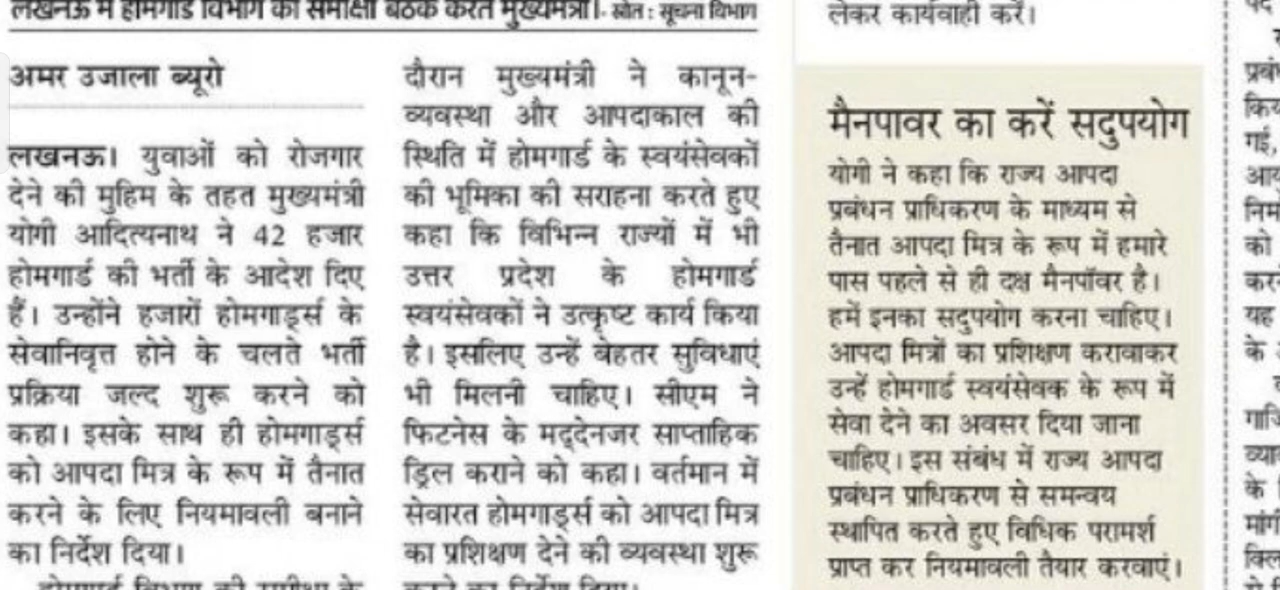 लखनऊ में होमगार्ड विभाग की समीक्षा बैठक करते मुख्यमंत्री। - स्रोत : सूचना विभाग
अमर उजाला ब्यूरो
लखनऊ। युवाओं को रोजगार
देने की मुहिम के तहत मुख्यमंत्री
योगी आदित्यनाथ ने 42 हजार
होमगार्ड की भर्ती के आदेश दिए
हैं। उन्होंने हजारों होमगार्ड्स के
सेवानिवृत्त होने के चलते भर्ती
प्रक्रिया जल्द शुरू करने को
कहा। इसके साथ ही होमगार्ड्स
को आपदा मित्र के रूप में तैनात
करने के लिए नियमावली बनाने
का निर्देश दिया।
होमगार्ड विभाग की समीक्षा के
दौरान मुख्यमंत्री ने कानून-
व्यवस्था और आपदाकाल की
स्थिति में होमगार्ड के स्वयंसेवकों
की भूमिका की सराहना करते हुए
कहा कि विभिन्न राज्यों में भी
उत्तर प्रदेश के होमगार्ड
स्वयंसेवकों ने उत्कृष्ट कार्य किया
है। इसलिए उन्हें बेहतर सुविधाएं
भी मिलनी चाहिए। सीएम ने
फिटनेस के मद्देनजर साप्ताहिक
ड्रिल कराने को कहा। वर्तमान में
सेवारत होमगार्ड्स को आपदा मित्र
का प्रशिक्षण देने की व्यवस्था शुरू
करने का निर्देश दिया।
लेकर कार्यवाही करें।
मैनपावर का करें सदुपयोग
योगी ने कहा कि राज्य आपदा
प्रबंधन प्राधिकरण के माध्यम से
तैनात आपदा मित्र के रूप में हमारे
पास पहले से ही दक्ष मैनपॉवर है।
हमें इनका सदुपयोग करना चाहिए।
आपदा मित्रों का प्रशिक्षण करावाकर
उन्हें होमगार्ड स्वयंसेवक के रूप में
सेवा देने का अवसर दिया जाना
चाहिए। इस संबंध में राज्य आपदा
प्रबंधन प्राधिकरण से समन्वय
स्थापित करते हुए विधिक परामर्श
प्राप्त कर नियमावली तैयार करवाएं।
गई,
को
यह
के
के